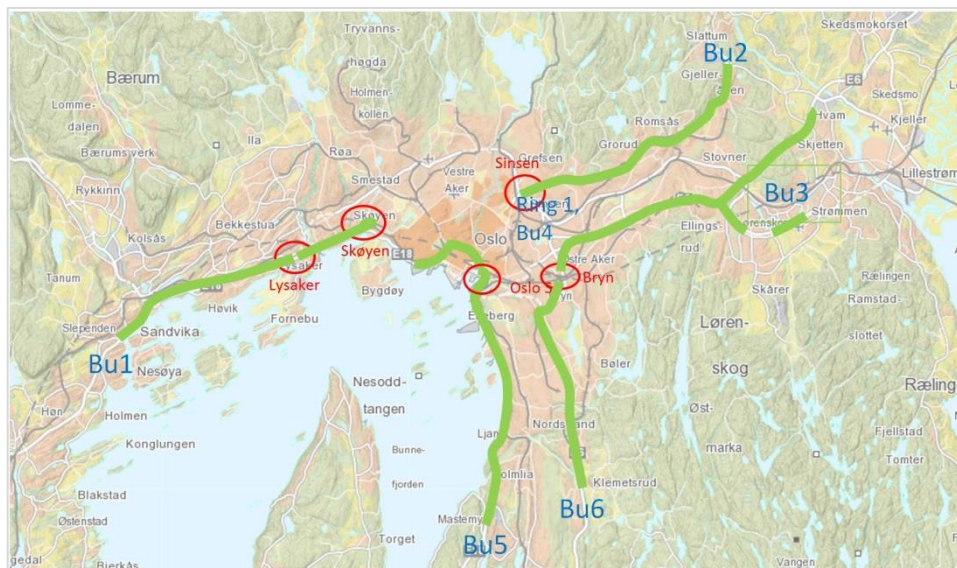 Tryvanns-
høgda
Slattum
Skedsmokorset
Bærum
Bu2
Gjeller-
åsen
E6
Holmen-
kollen
Skedsmo
Lomme-
dalen
Ila
Romsås
Hvam
Kjeller
Bærums verk
Røa
Grefsen
Grorud
Stovner
Skjetten
Sinsen
Vestre
Aker
Smestad
Lillestrøm
Rykkinn
Bu3
Ring 1,
Bu4
Skøyen
Strømmen
Kolsås
Bekkestua
Oslo
Ellings-
rud
Skøyen
E18
Østre Aker
Lysaker
Tanum
Lysaker
Bygdøy
Oslo S
Bryn
Rælingen
Høvik
Skårer
Ramstad-
slottet
Fornebu
Ekeberg
Slependen
Sandvika
Løren-
skog
Bu1
Nesøya
Bøler
Nesodd-
tangen
Ræling
Høn
Holmen
Øst-
marka
Nordstrand
Fjellstad
Konglungen
Bunne-
fjorden
Ljan
Tomter
Holmlia
Klemetsrud
Blakstad
Bu6
Østenstad
Mastemyr
Torget
Bu5
Vangen
Bjerkås